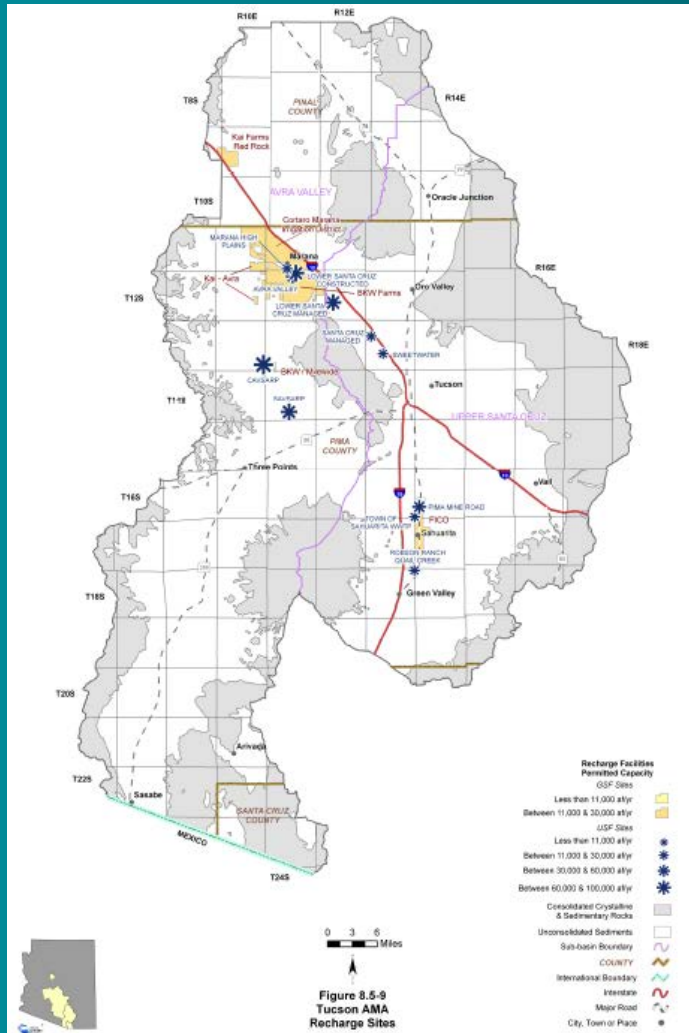 R10E
R12E
R14E
T8S
PINAL
COUNTY
Kai Farms
Red Rock
T10S
AVRA VALLEY
Oracle Junction
Cortaro Marana
MARANA HIGH
PLAINS
Marana
R16E
Kai - Avra
LOWER SANTA CRUZ
CONSTRUCTED
Oro Valley
T12S
AVRA VALLEY
BKW Farms
LOWER SANTA
CRUZ MANAGED
SANTA CRUZ
MANAGED
R18E
SWEETWATER
CAVSARP
BKW / Milewide
Tucson
SAVSARP
UPPER SANTA CRUZ
PIMA
COUNTY
Three Points
Vail
T16S
PIMA MINE ROAD
TOWN OF
SAHUARITA WWTP
FICO
Sahuarita
ROBSON RANCH
QUAIL CREEK
T18S
Green Valley
T20S
Arivaca
T22S
Sasabe
SANTA CRUZ
COUNTY
MEXICO
T24S
Recharge Facilities
Permitted Capacity
GSF Sites
Less than 11,000 af/yr
Between 11,000 & 30,000 af/yr
USF Sites
Less than 11,000 af/yr
Between 11,000 & 30,000 af/yr
Between 30,000 & 60,000 af/yr
Between 60,000 & 100,000 af/yr
Consolidated Crystalline
& Sedimentary Rocks
Unconsolidated Sediments
Sub-basin Boundary
COUNTY
International Boundary
Interstate
Major Road
City, Town or Place
0 3 6
Miles
Figure 8.5-9
Tucson AMA
Recharge Sites